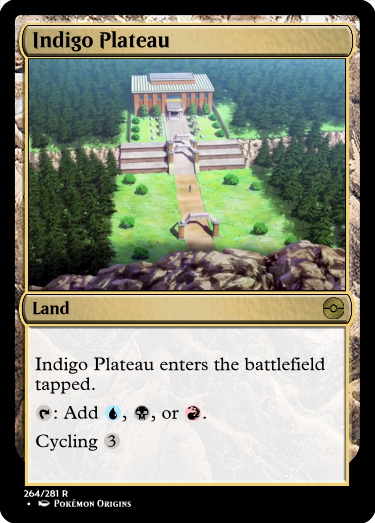 Indigo Plateau
Land
Indigo Plateau enters the battlefield
tapped.
: Add , , or .
Cycling 3
264/281 R
• Pokémon Origins